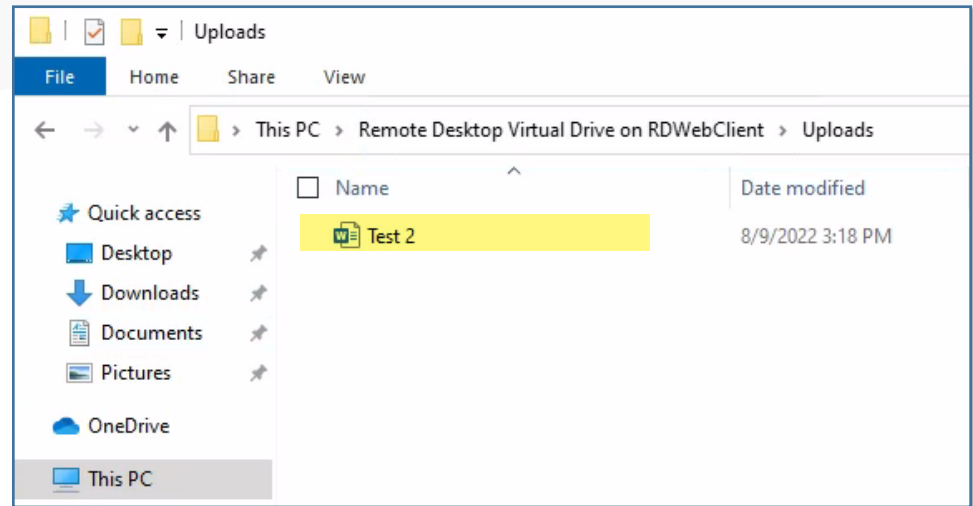 Uploads
File Home Share View
This PC > Remote Desktop Virtual Drive on RDWebClient > Uploads
Name Date modified
Quick access
Test 2 8/9/2022 3:18 PM
Desktop
Downloads
Documents
Pictures
OneDrive
This PC